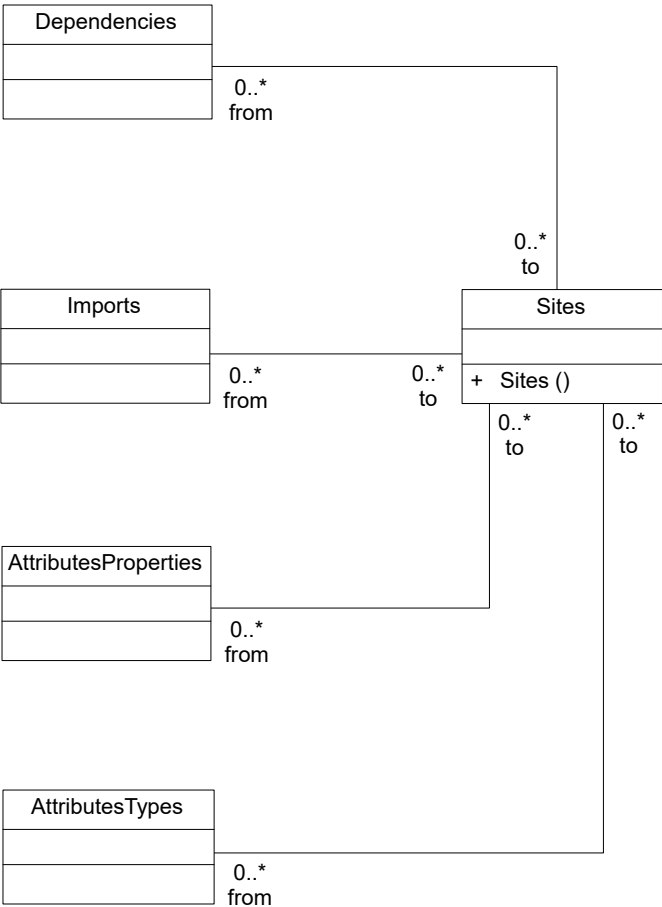 Dependencies
0..*
from
0..*
to
Imports
Sites
0..*
from
0..*
to
+ Sites ()
0..*
to
0..*
to
AttributesProperties
0..*
from
AttributesTypes
0..*
from